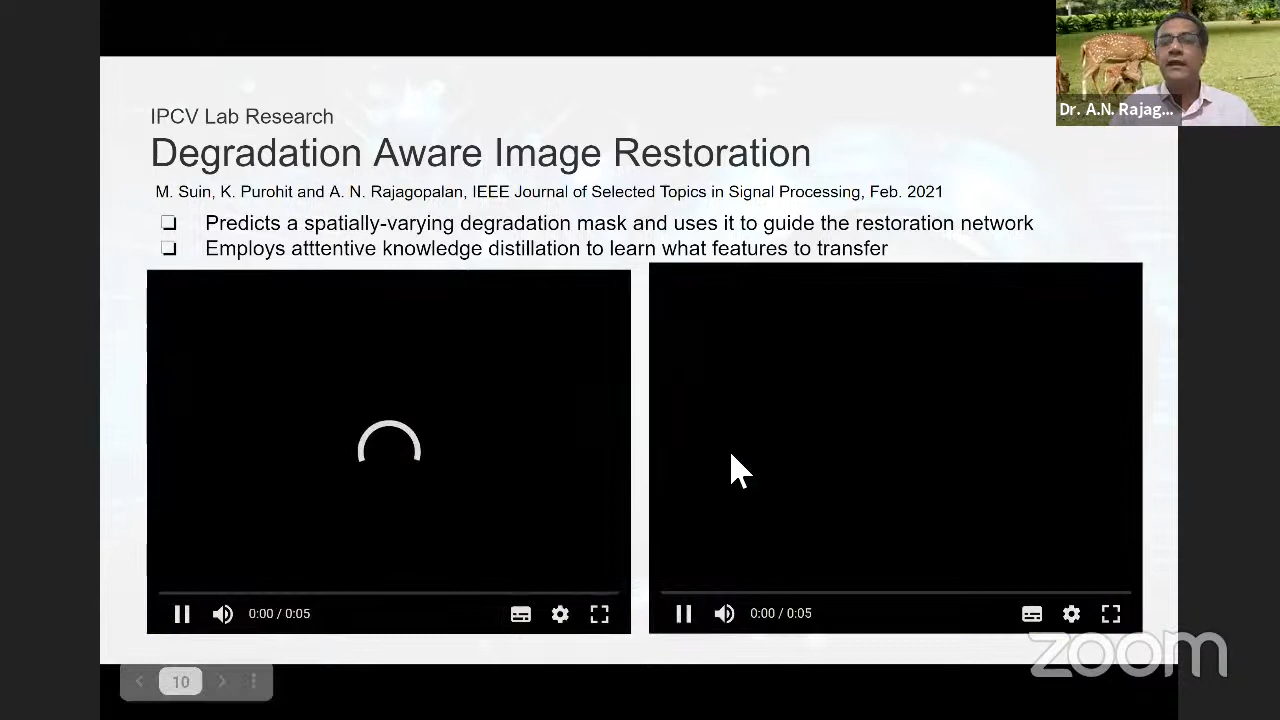 Dr. A.N. Rajag...
IPCV Lab Research
Degradation Aware Image Restoration
M. Suin, K. Purohit and A. N. Rajagopalan, IEEE Journal of Selected Topics in Signal Processing, Feb. 2021
❏ Predicts a spatially-varying degradation mask and uses it to guide the restoration network
❏ Employs atttentive knowledge distillation to learn what features to transfer
0:00 / 0:05
0:00 / 0:05
zoom
10